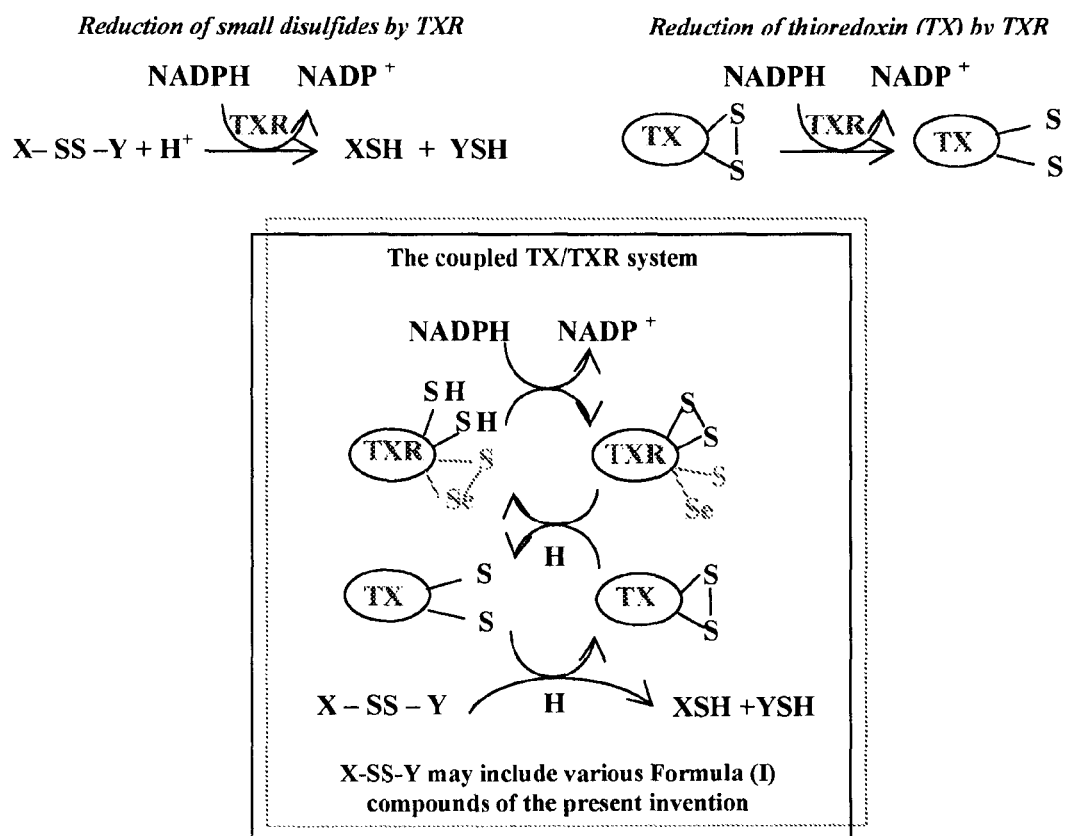 Reduction of small disulfides by TXR
Reduction of thioredoxin (TX) by TXR
NADPH NADP +
TXR
X– SS –Y + H+ XSH + YSH
NADPH NADP +
TX S S TXR TX S S
The coupled TX/TXR system
NADPH NADP +
SH
SH
TXR S Se
S S
TXR S Se
H
TX S S
TX S S
X – SS – Y H XSH +YSH
X-SS-Y may include various Formula (I)
compounds of the present invention